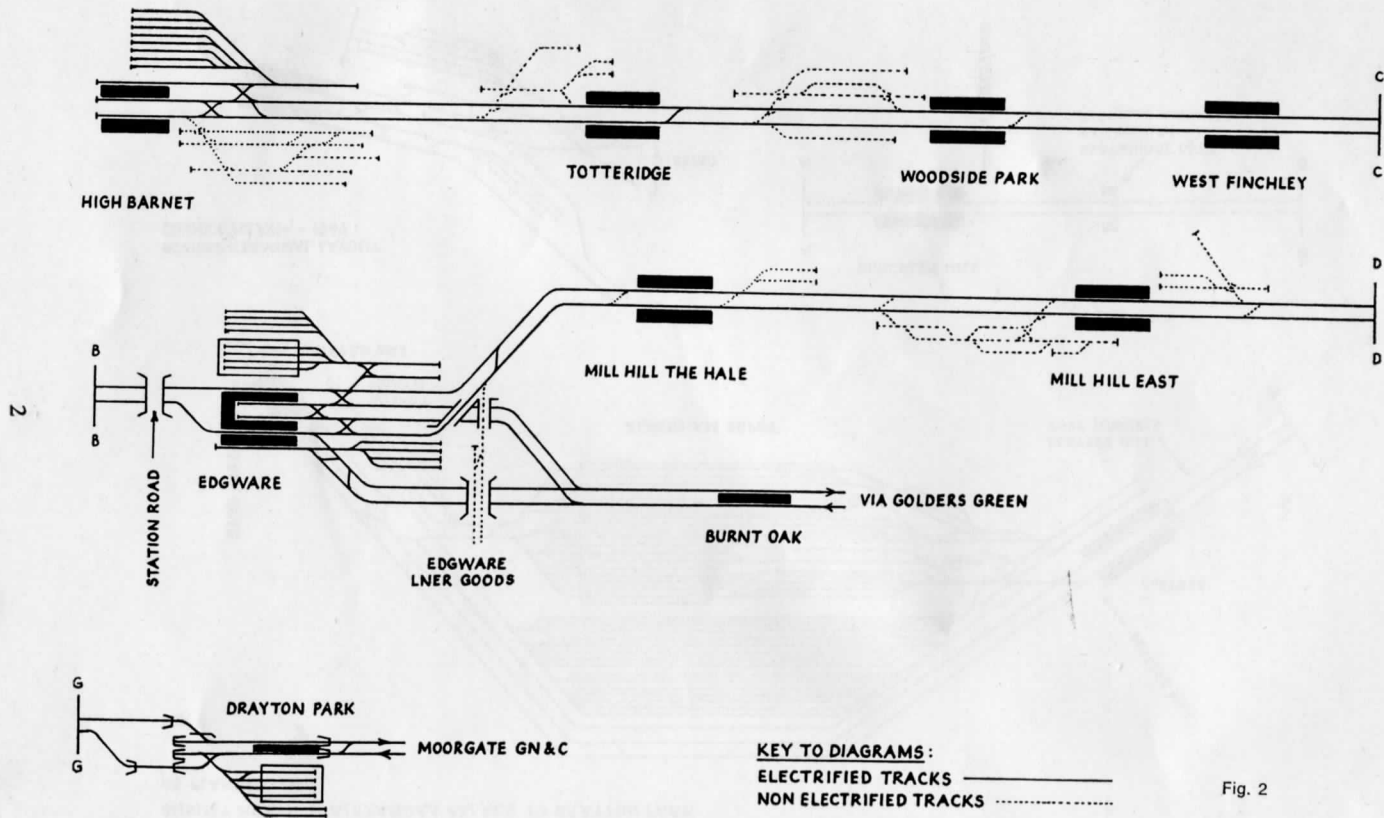 C
C
HIGH BARNET
TOTTERIDGE
WOODSIDE PARK
WEST FINCHLEY
D
D
MILL HILL THE HALE
MILL HILL EAST
B
B
2
STATION ROAD
EDGWARE
VIA GOLDERS GREEN
BURNT OAK
EDGWARE
LNER GOODS
G
G
DRAYTON PARK
MOORGATE GN & C
KEY TO DIAGRAMS :
ELECTRIFIED TRACKS
NON ELECTRIFIED TRACKS
Fig. 2